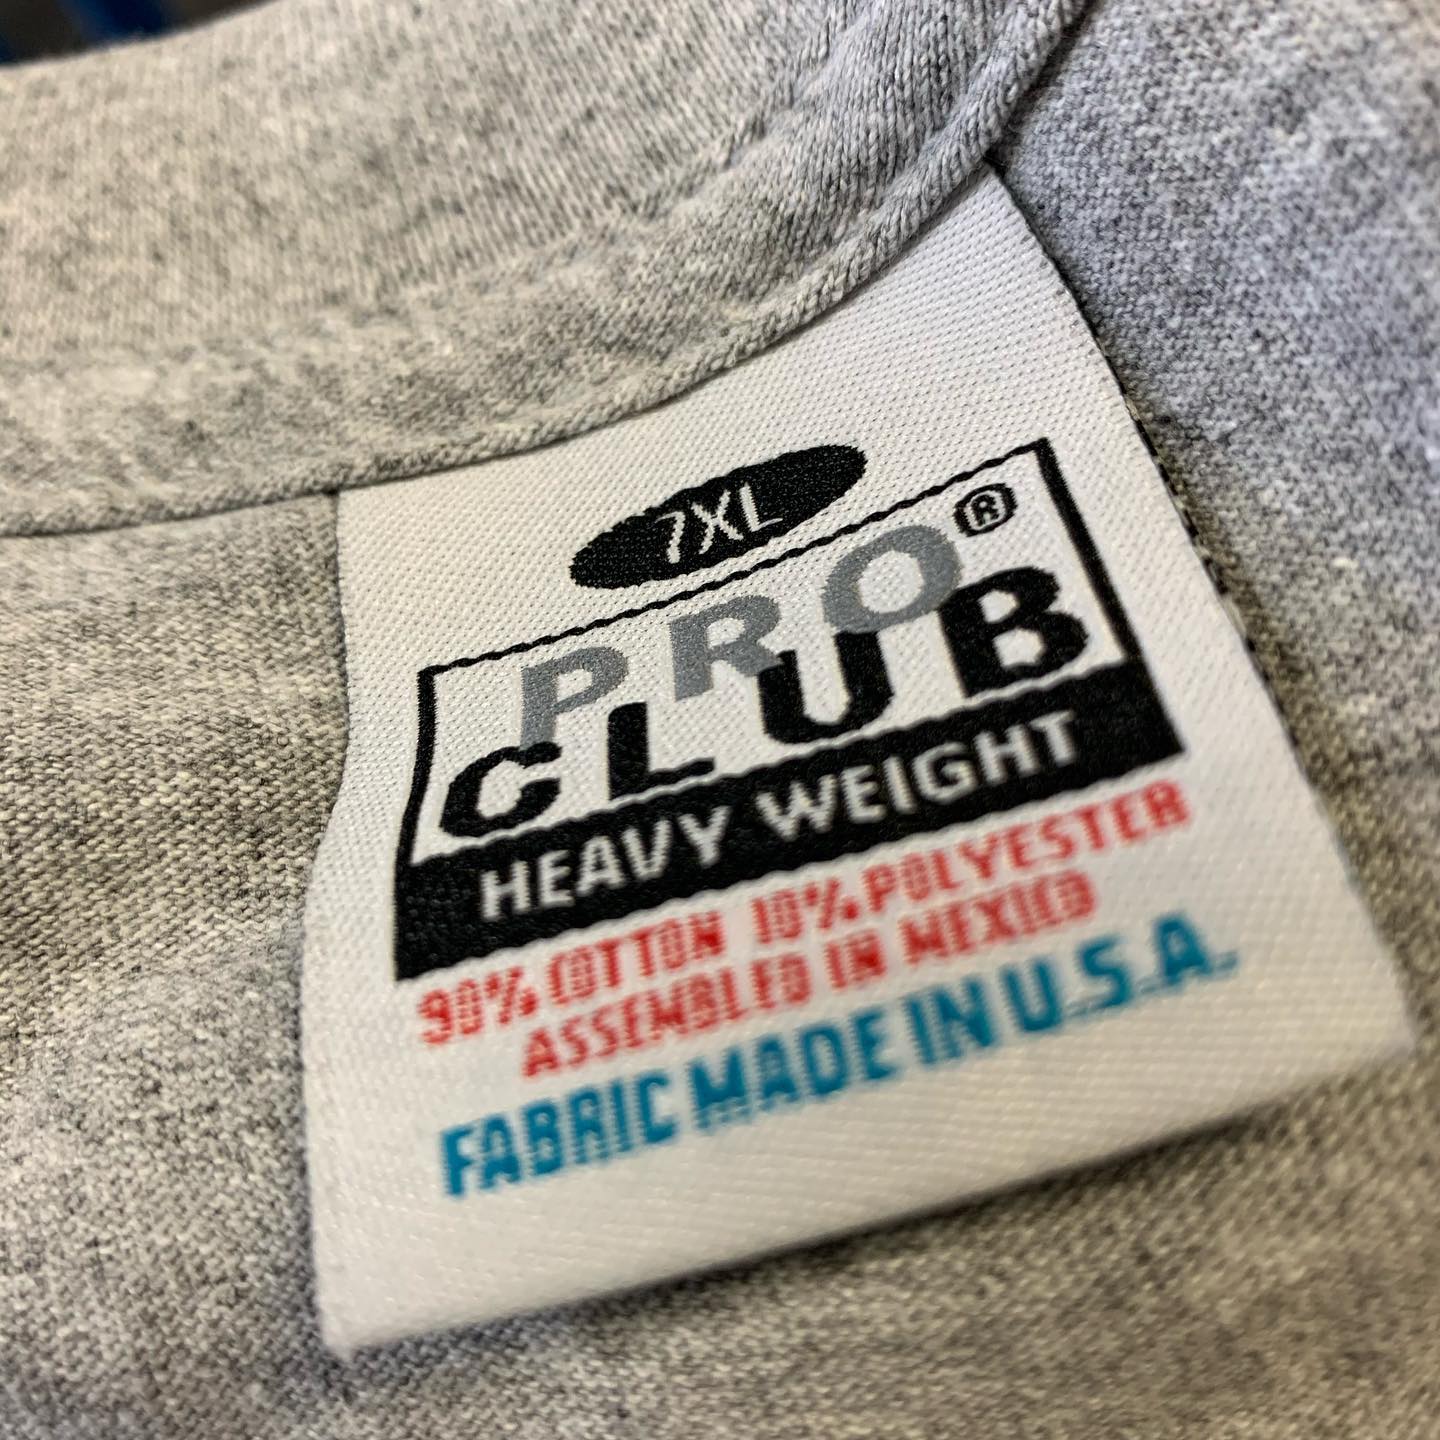 7XL
PRO®
CLUB
HEAVY WEIGHT
90% COTTON 10% POLYESTER
ASSEMBLED IN MEXICO
FABRIC MADE IN U.S.A.